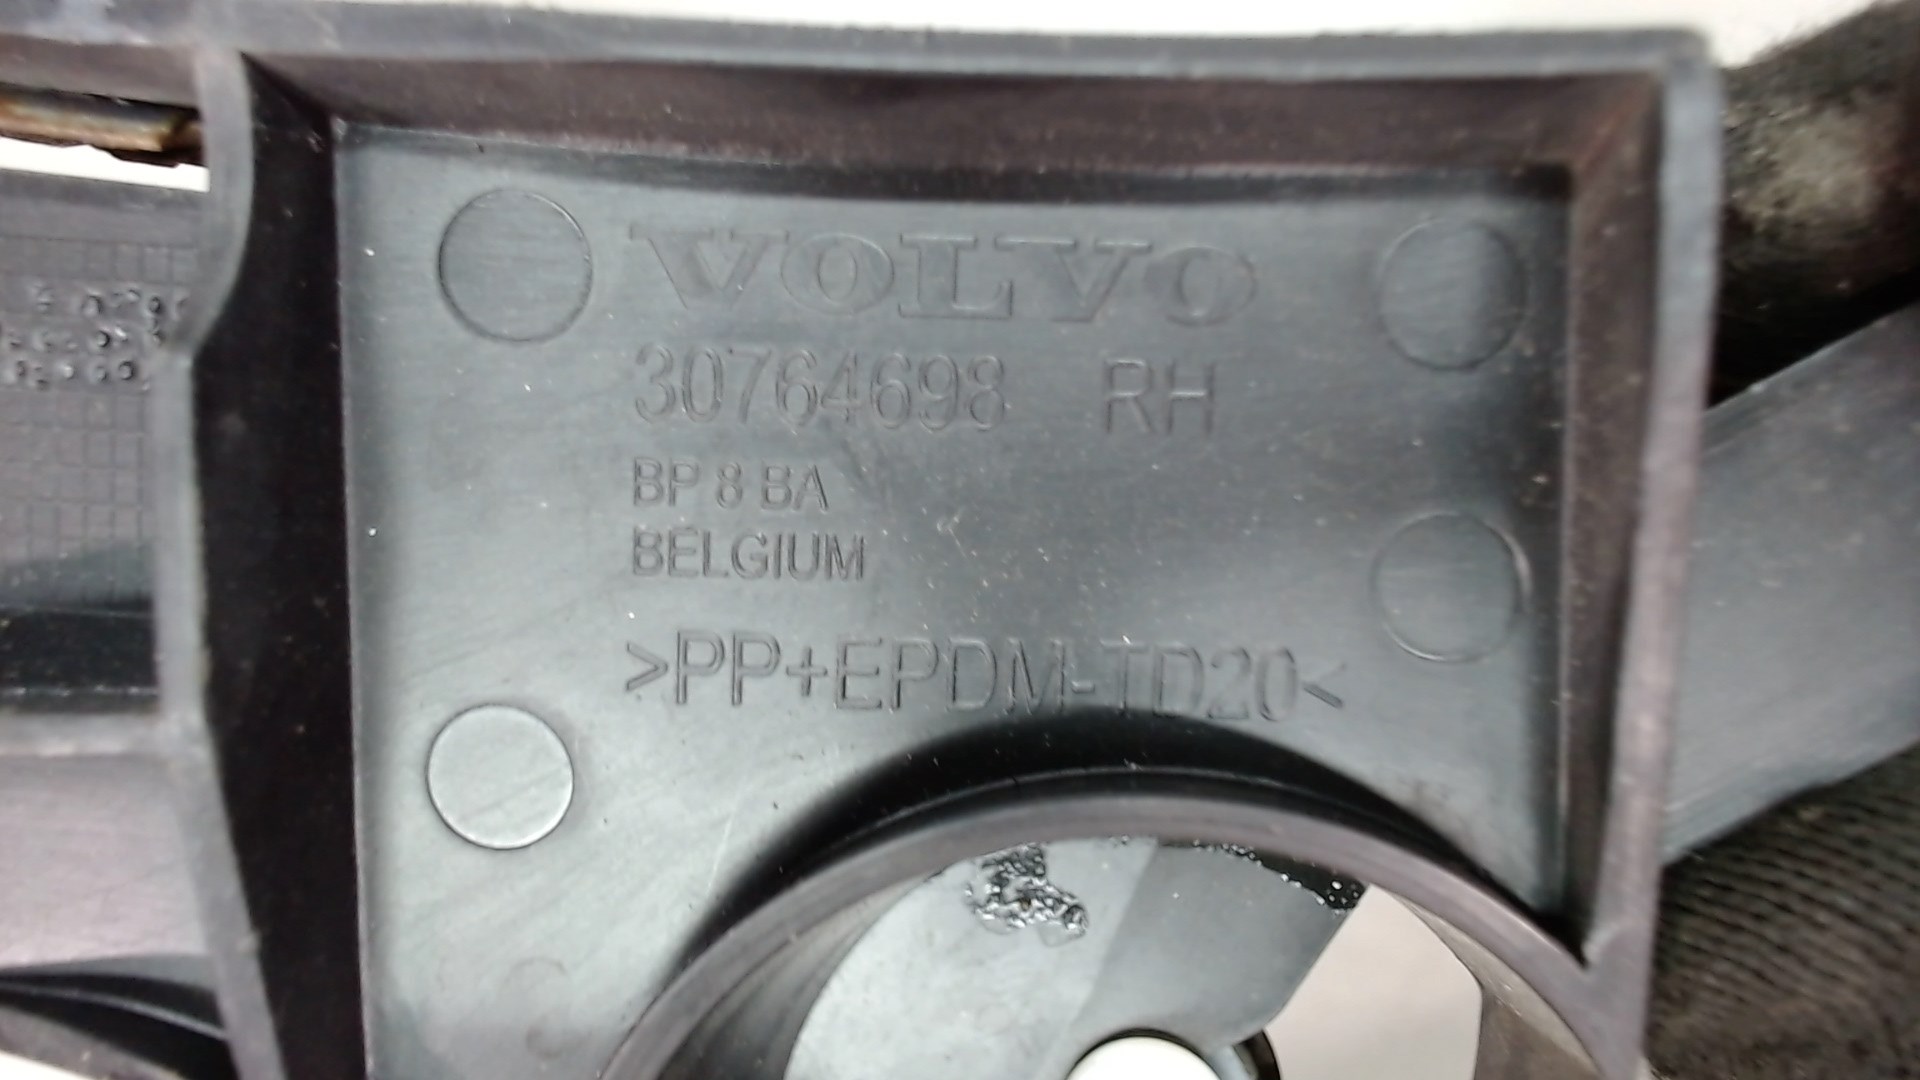 VOLVO
30764698 RH
BP 8 BA
BELGIUM
>PP+EPDM-TD20<